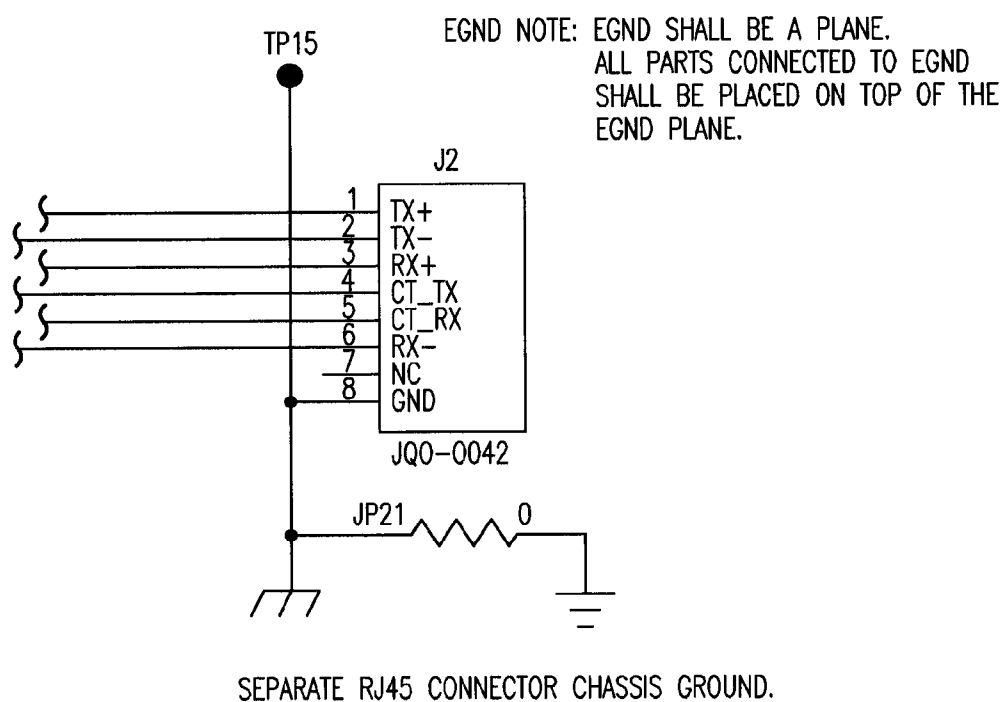 EGND NOTE: EGND SHALL BE A PLANE.
ALL PARTS CONNECTED TO EGND
SHALL BE PLACED ON TOP OF THE
EGND PLANE.
TP15
J2
1 TX+
2 TX-
3 RX+
4 CT_TX
5 CT_RX
6 RX-
7 NC
8 GND
JQ0-0042
JP21 0
SEPARATE RJ45 CONNECTOR CHASSIS GROUND.